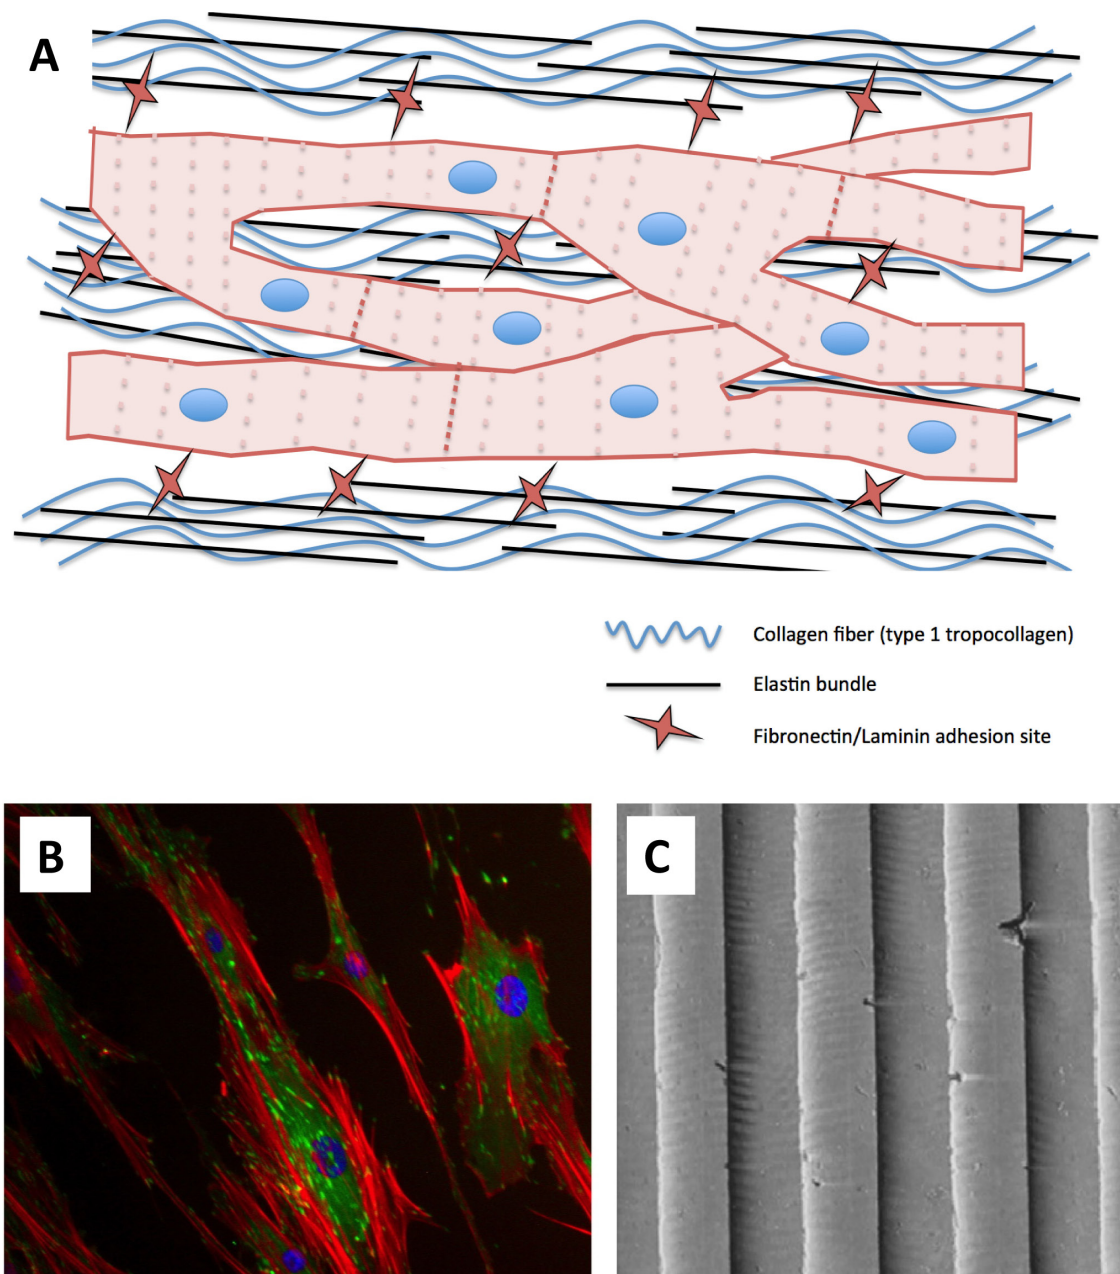 A
Collagen fiber (type 1 tropocollagen)
Elastin bundle
Fibronectin/Laminin adhesion site
B
C